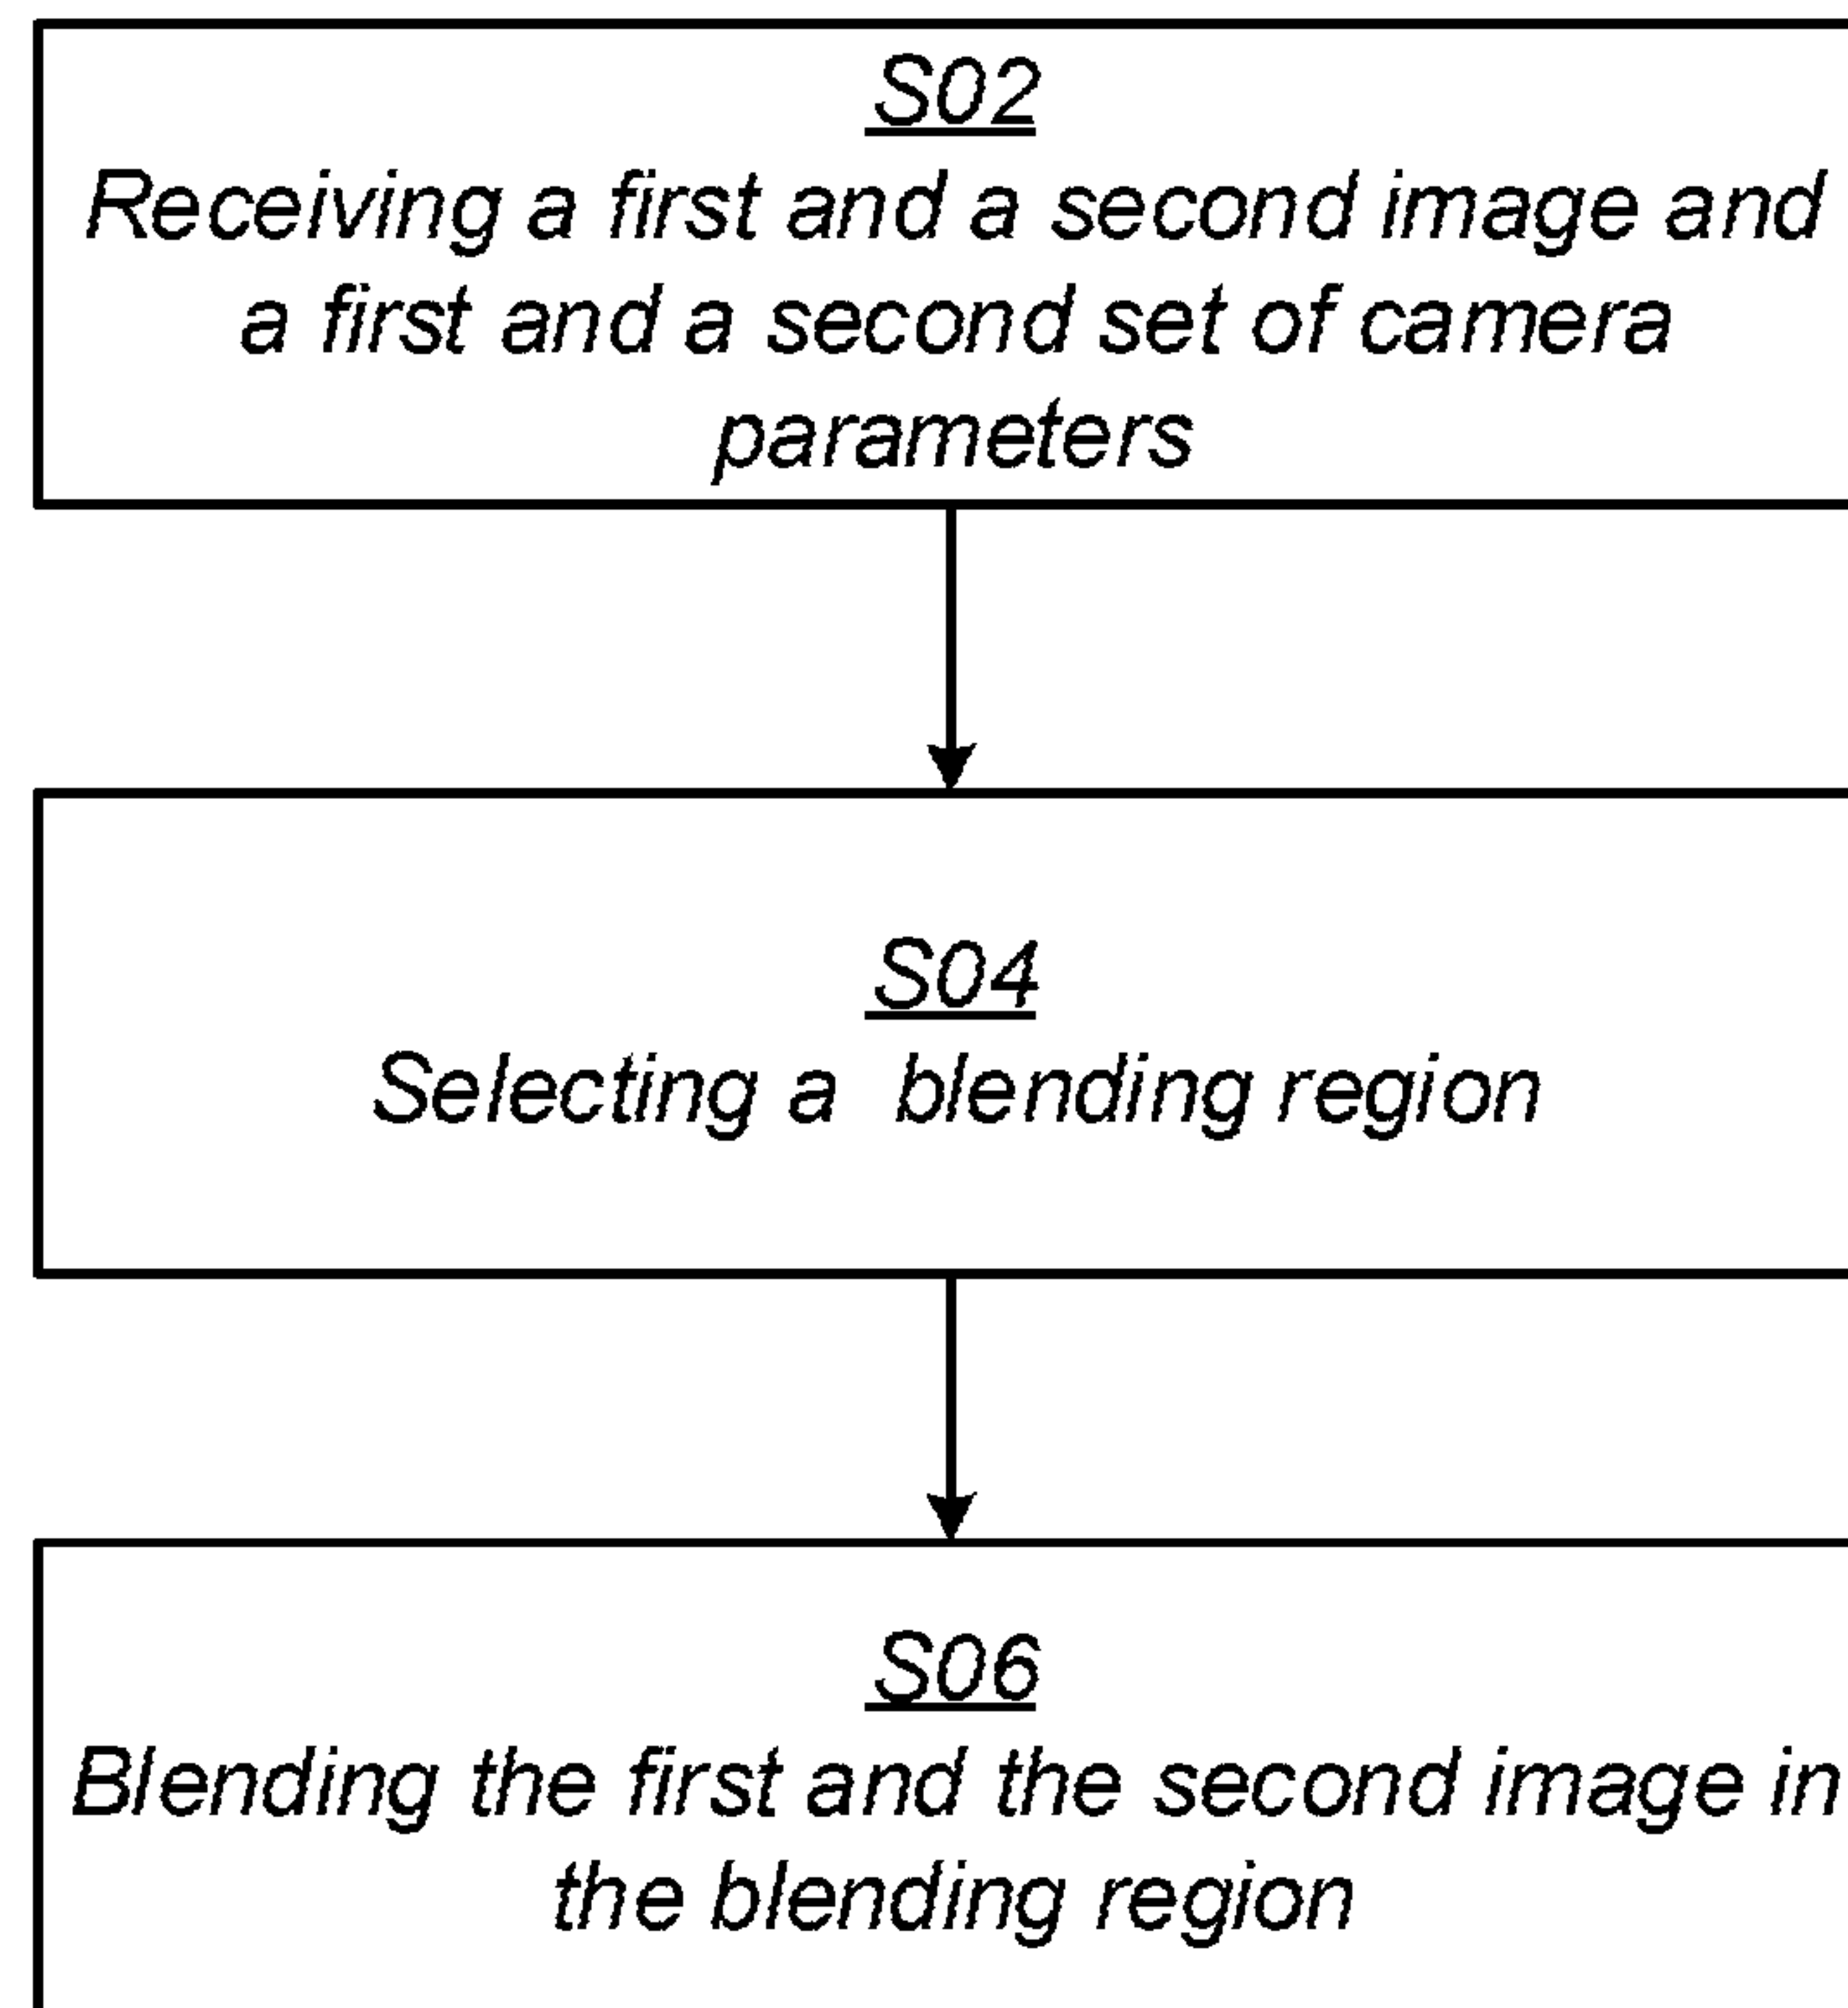 S02
Receiving a first and a second image and
a first and a second set of camera
parameters
S04
Selecting a blending region
S06
Blending the first and the second image in
the blending region